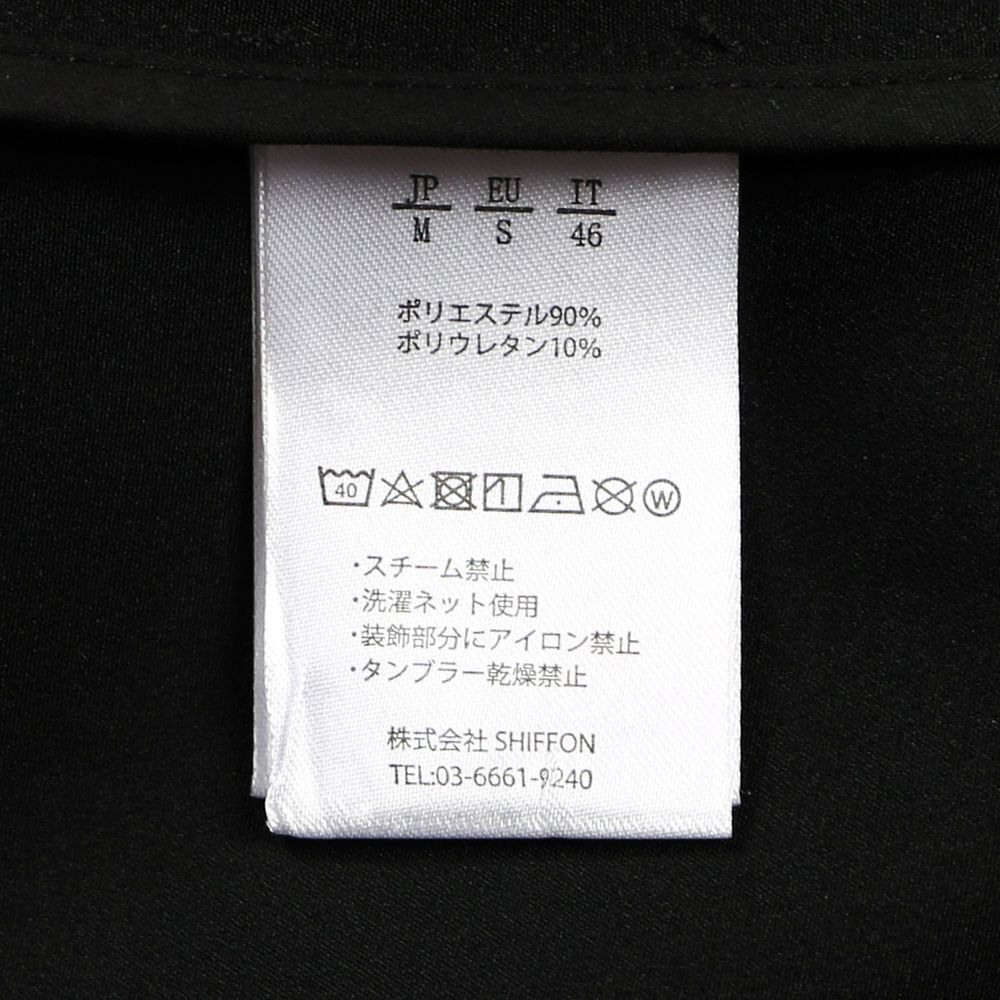 JP EU IT
M S 46
ポリエステル90%
ポリウレタン10%
40 W
・スチーム禁止
・洗濯ネット使用
・装飾部分にアイロン禁止
・タンブラー乾燥禁止
株式会社 SHIFFON
TEL:03-6661-9240